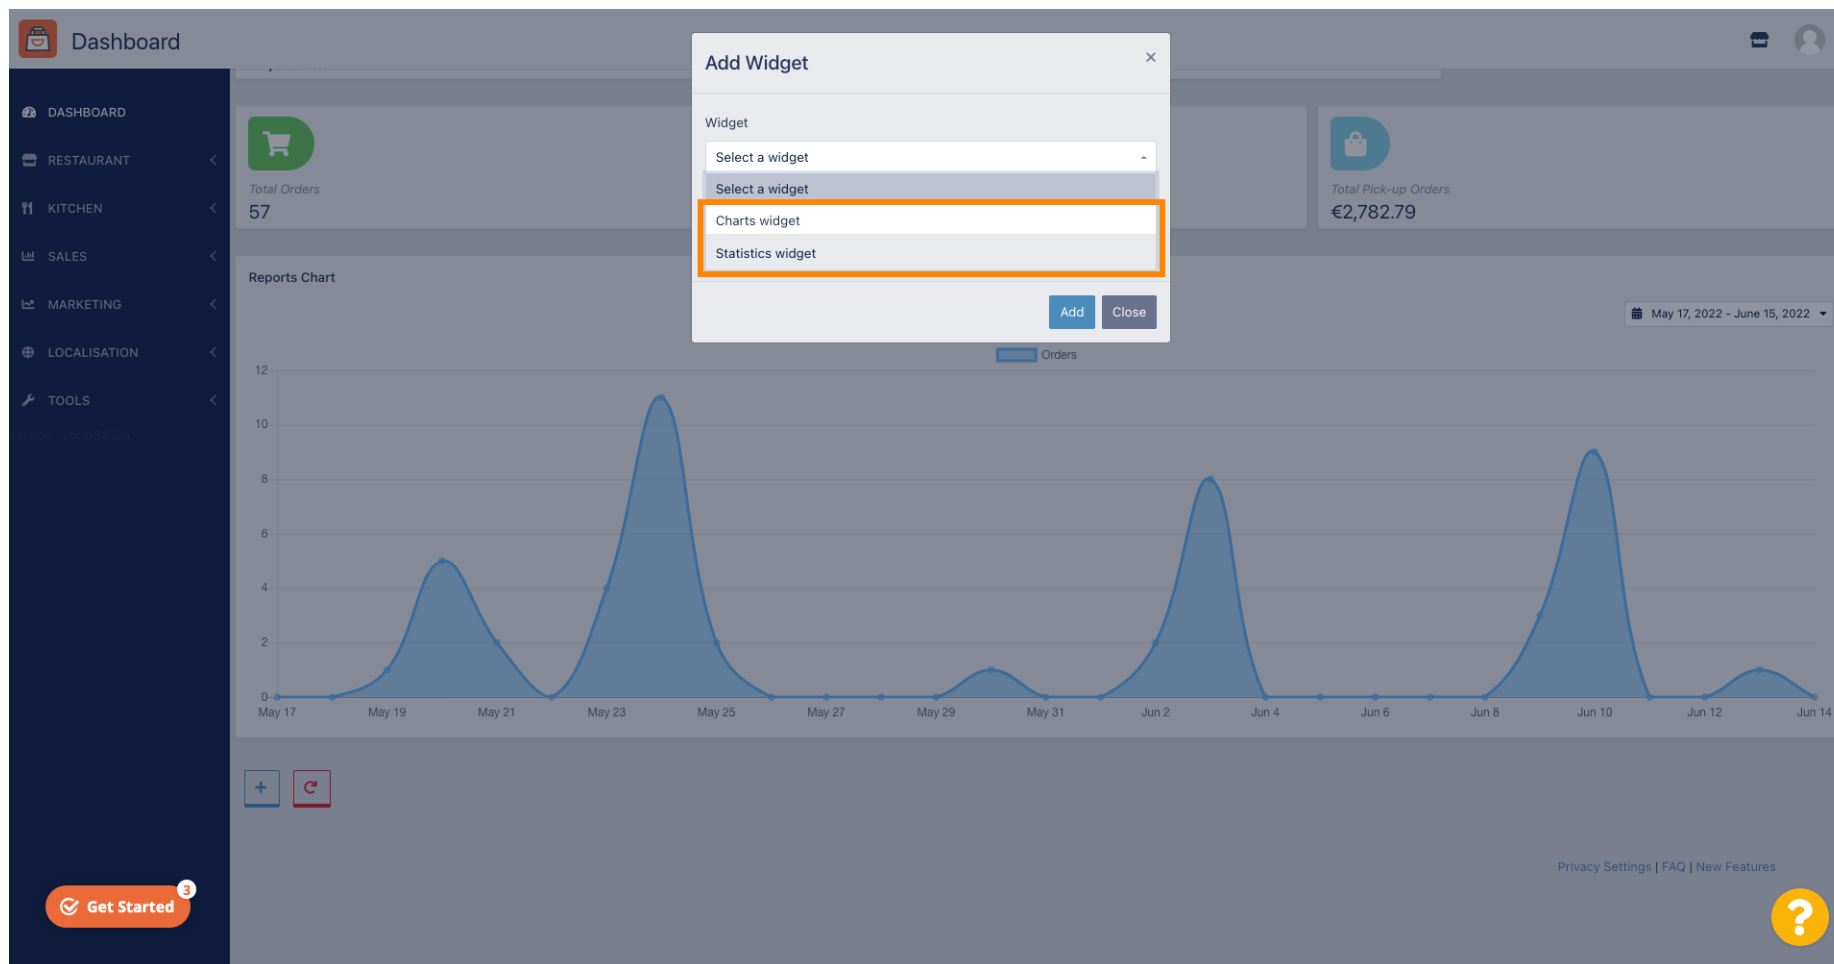 Dashboard
Add Widget
×
DASHBOARD
RESTAURANT
KITCHEN
SALES
MARKETING
LOCALISATION
TOOLS
Widget
Select a widget
Select a widget
Charts widget
Statistics widget
Add
Close
Total Orders
57
Total Pick-up Orders
€2,782.79
Reports Chart
May 17, 2022 - June 15, 2022
Orders
12
10
8
6
4
2
0
May 17 May 19 May 21 May 23 May 25 May 27 May 29 May 31 Jun 2 Jun 4 Jun 6 Jun 8 Jun 10 Jun 12 Jun 14
+
Privacy Settings | FAQ | New Features
Get Started
3
?